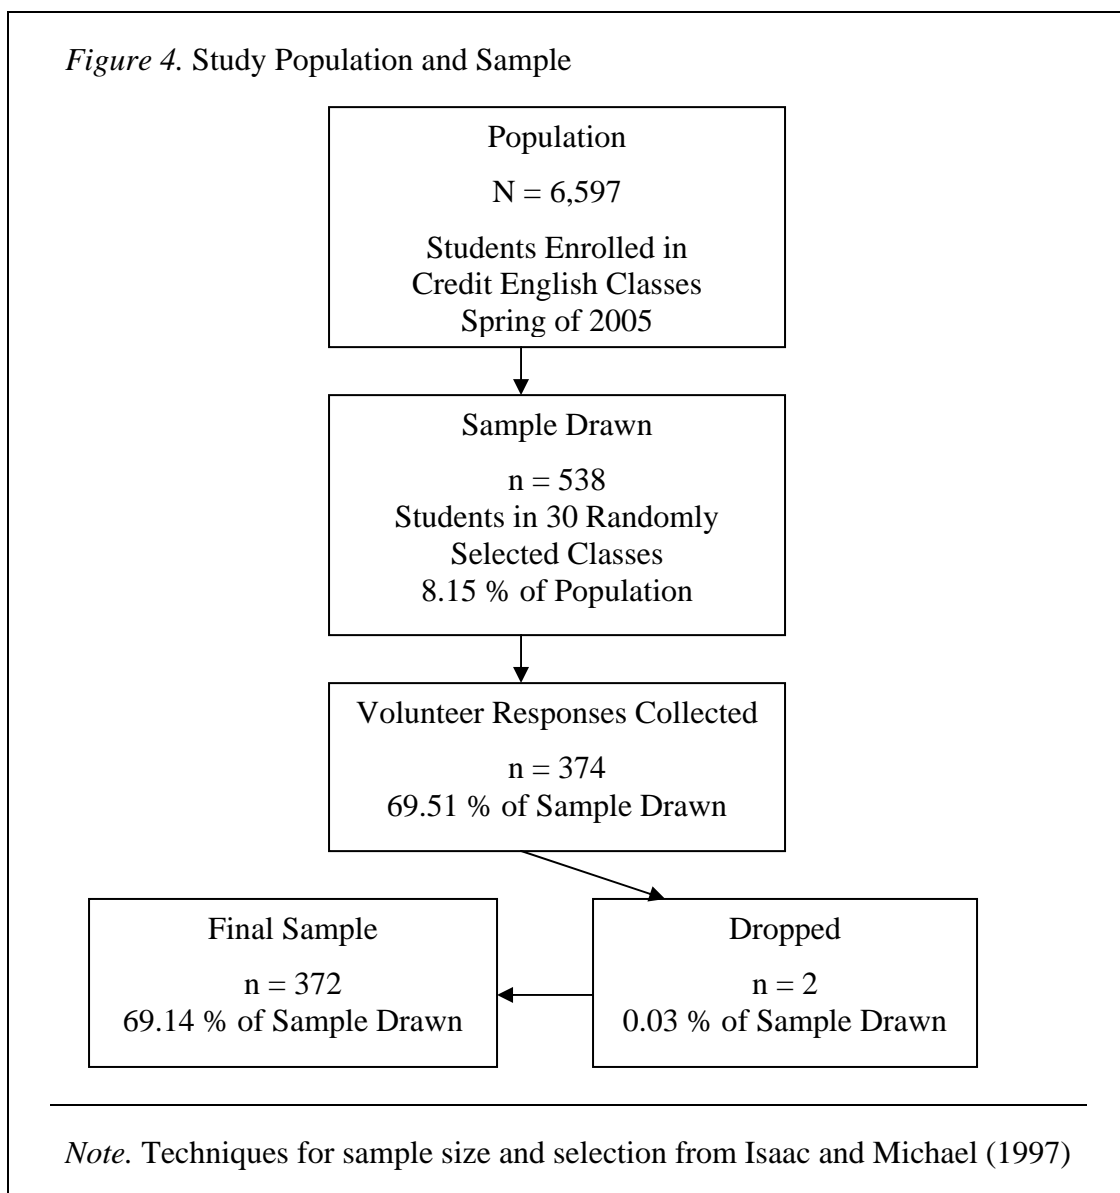 Figure 4. Study Population and Sample
Population
N = 6,597
Students Enrolled in
Credit English Classes
Spring of 2005
Sample Drawn
n = 538
Students in 30 Randomly
Selected Classes
8.15 % of Population
Volunteer Responses Collected
n = 374
69.51 % of Sample Drawn
Final Sample
n = 372
69.14 % of Sample Drawn
Dropped
n = 2
0.03 % of Sample Drawn
Note. Techniques for sample size and selection from Isaac and Michael (1997)